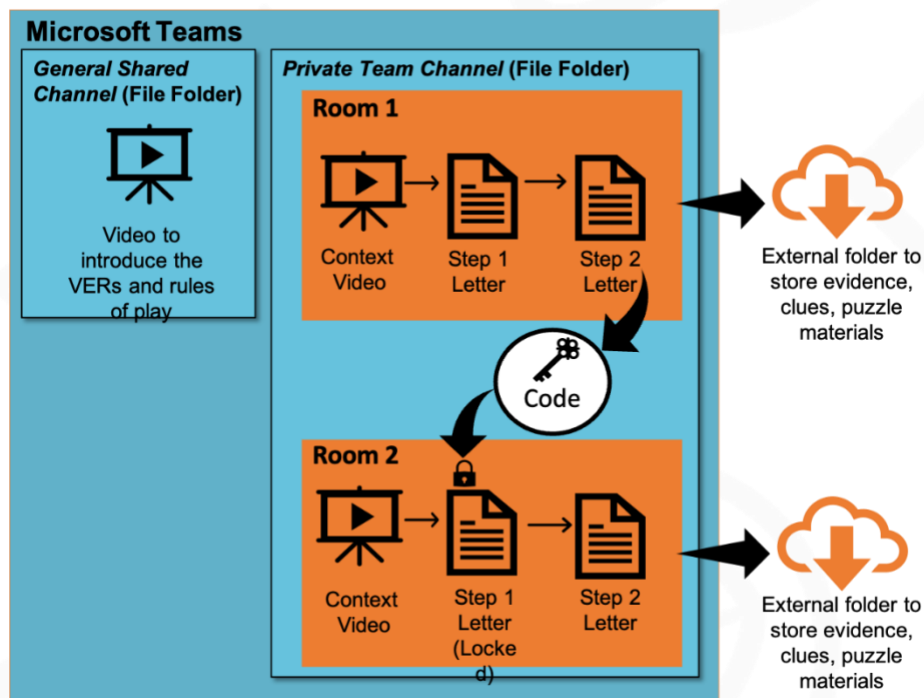 Microsoft Teams
General Shared
Channel (File Folder)
Video to
introduce the
VERs and rules
of play
Private Team Channel (File Folder)
Room 1
Context
Video
Step 1
Letter
Step 2
Letter
External folder to
store evidence,
clues, puzzle
materials
Code
Room 2
Context
Video
Step 1
Letter
(Locke
d)
Step 2
Letter
External folder to
store evidence,
clues, puzzle
materials